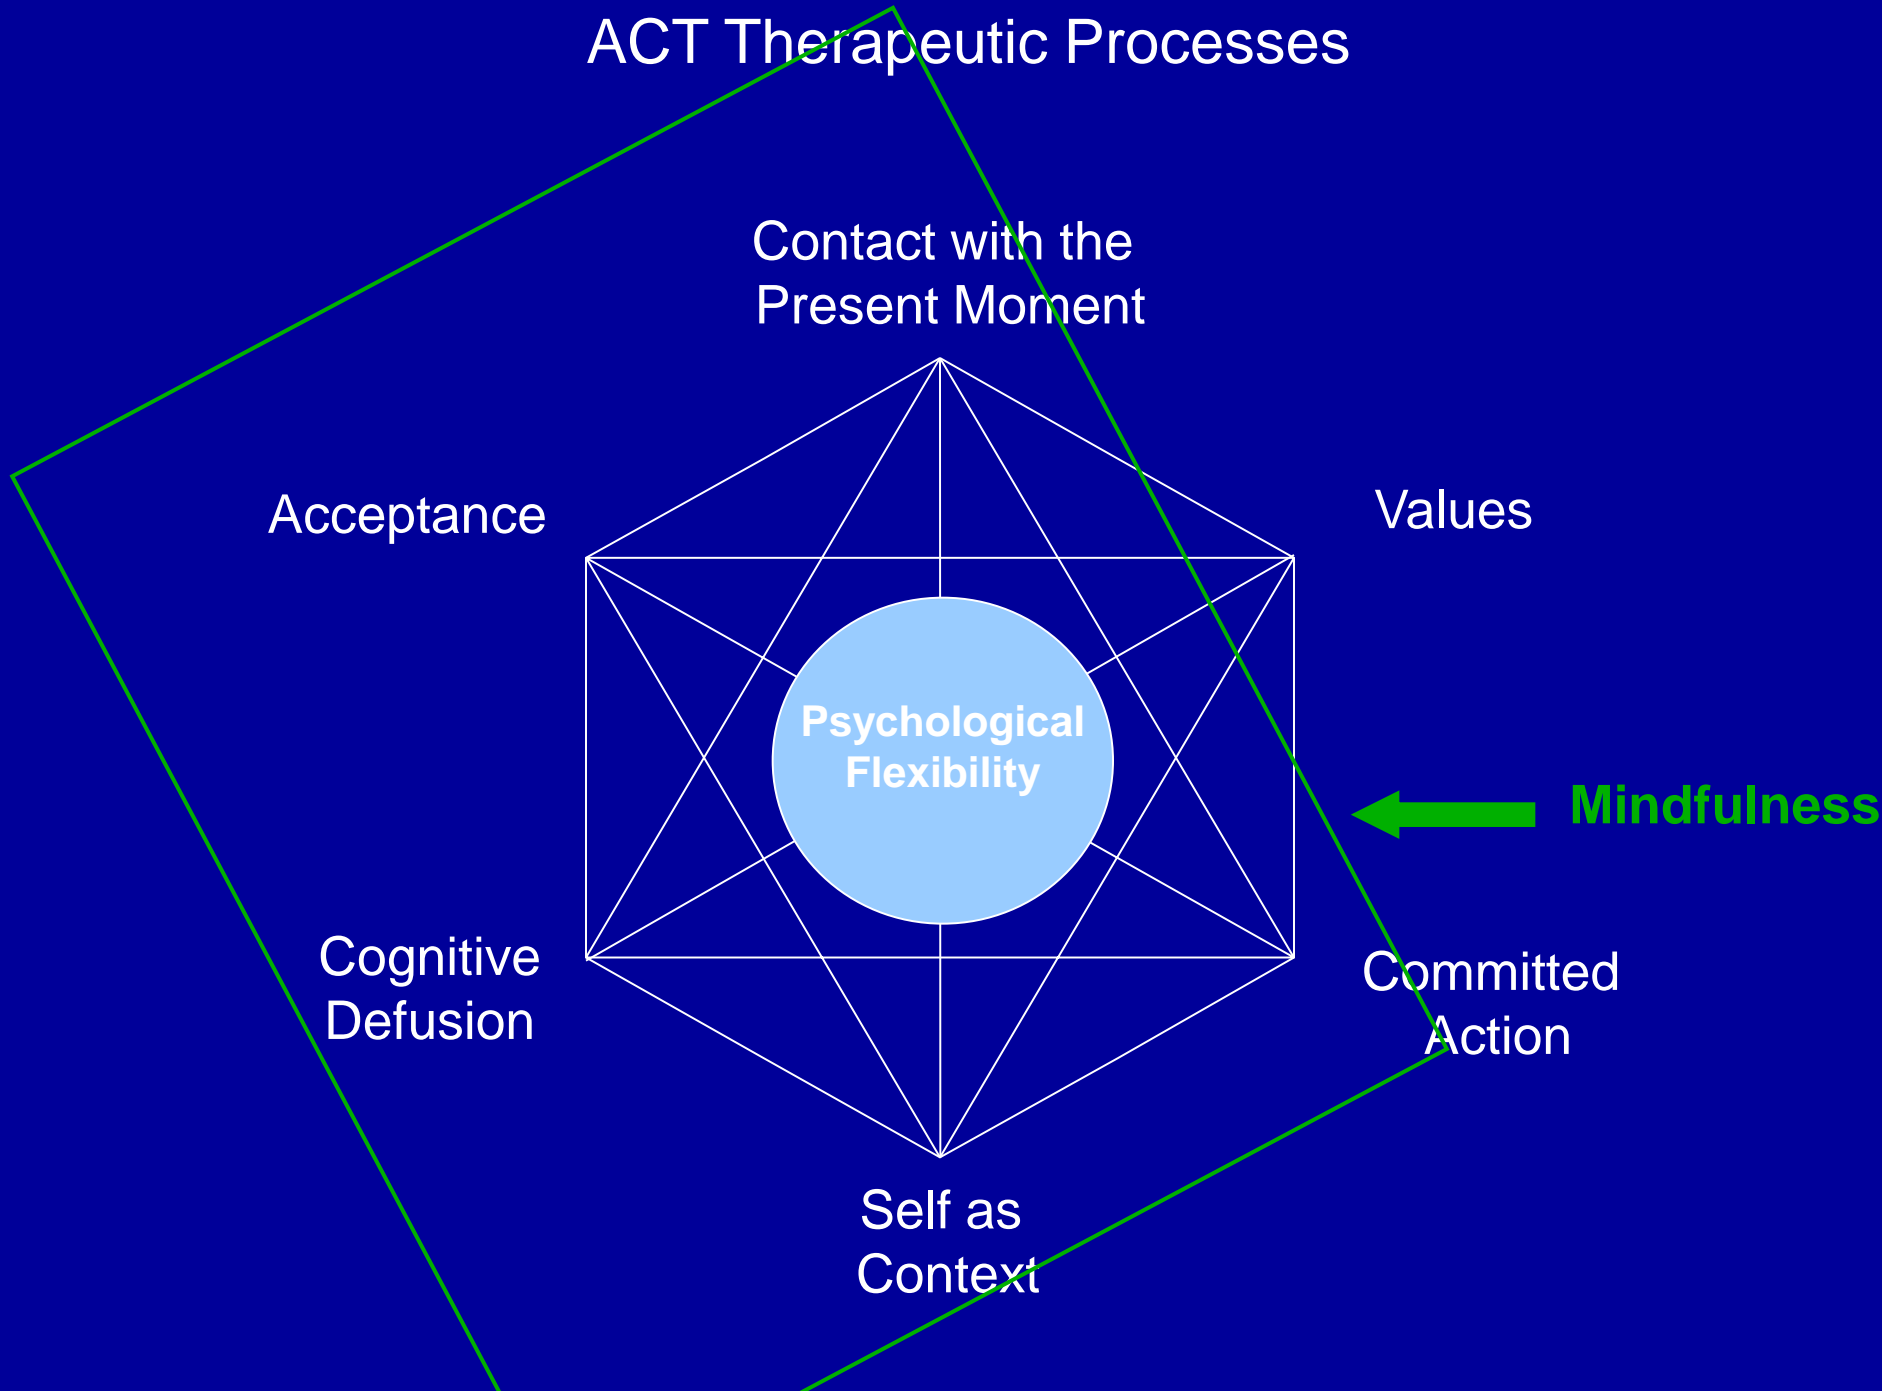 ACT Therapeutic Processes
Contact with the
Present Moment
Acceptance
Values
Psychological
Flexibility
Mindfulness
Cognitive
Defusion
Committed
Action
Self as
Context